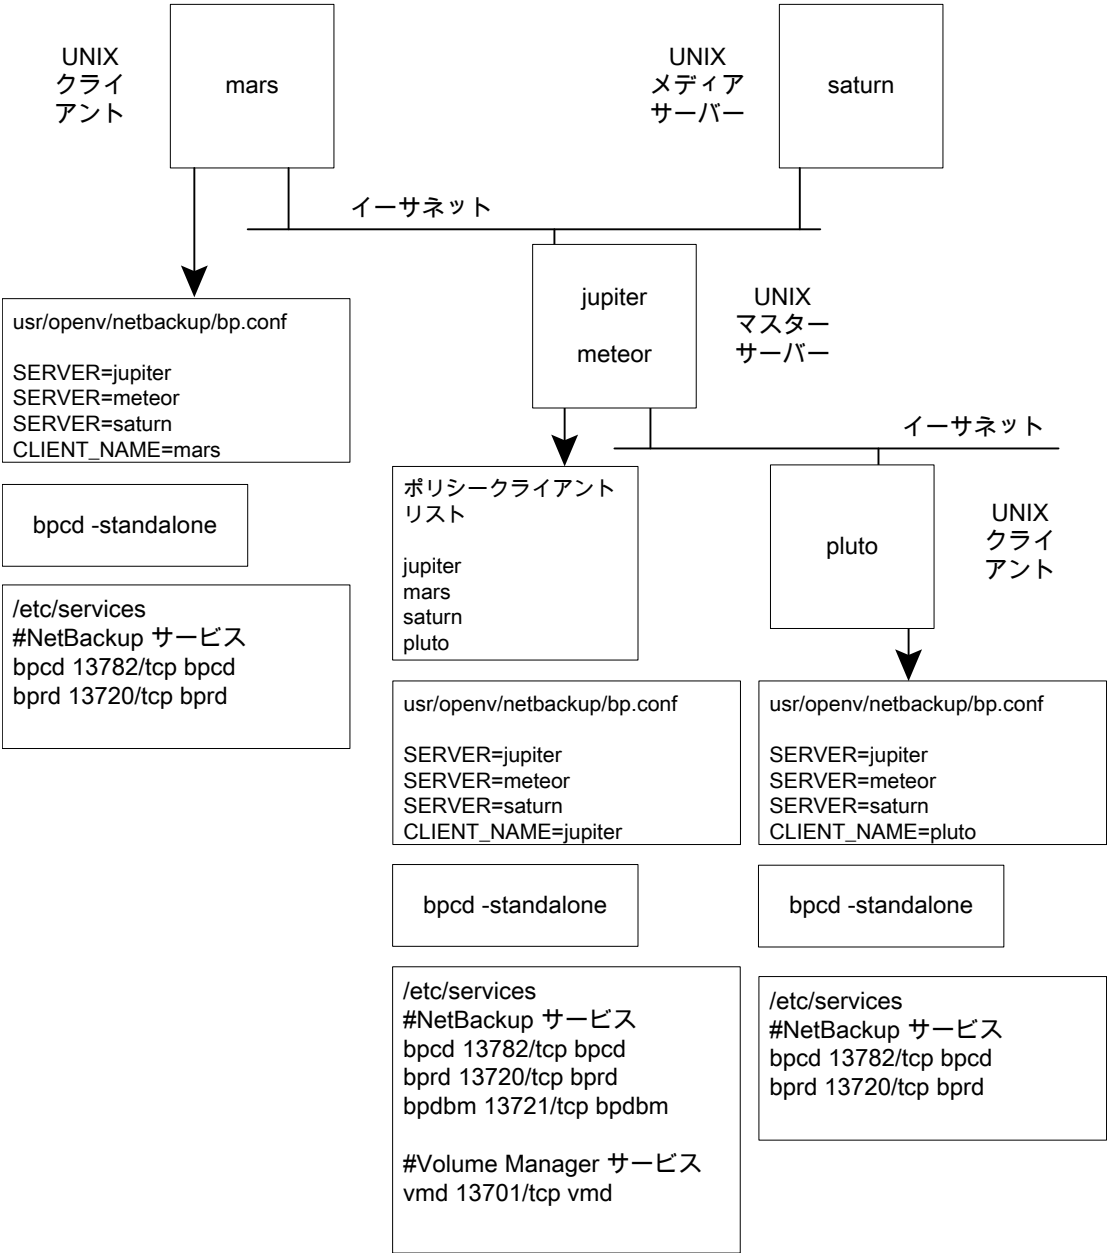 UNIX
クライ
アント
mars
UNIX
メディア
サーバー
saturn
イーサネット
jupiter
meteor
UNIX
マスター
サーバー
usr/openv/netbackup/bp.conf
SERVER=jupiter
SERVER=meteor
SERVER=saturn
CLIENT_NAME=mars
bpcd -standalone
/etc/services
#NetBackup サービス
bpcd 13782/tcp bpcd
bprd 13720/tcp bprd
イーサネット
ポリシークライアント
リスト
jupiter
mars
saturn
pluto
pluto
UNIX
クライ
アント
usr/openv/netbackup/bp.conf
SERVER=jupiter
SERVER=meteor
SERVER=saturn
CLIENT_NAME=jupiter
bpcd -standalone
/etc/services
#NetBackup サービス
bpcd 13782/tcp bpcd
bprd 13720/tcp bprd
bpdbm 13721/tcp bpdbm
#Volume Manager サービス
vmd 13701/tcp vmd
usr/openv/netbackup/bp.conf
SERVER=jupiter
SERVER=meteor
SERVER=saturn
CLIENT_NAME=pluto
bpcd -standalone
/etc/services
#NetBackup サービス
bpcd 13782/tcp bpcd
bprd 13720/tcp bprd